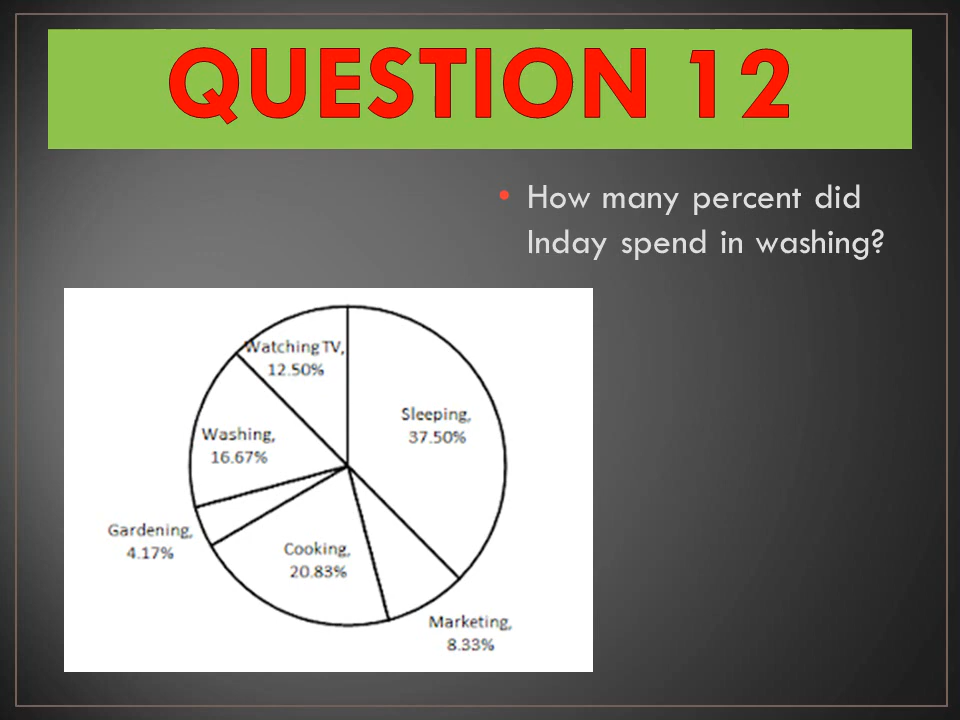 QUESTION 12
• How many percent did
Inday spend in washing?
Watching TV,
12.50%
Sleeping,
37.50%
Washing,
16.67%
Gardening,
4.17%
Cooking,
20.83%
Marketing,
8.33%